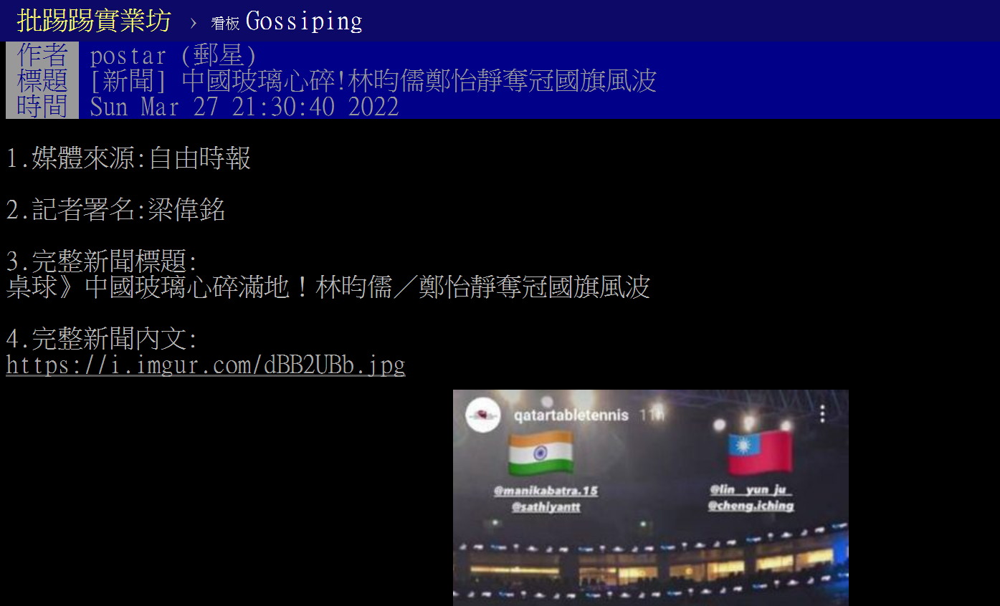 批踢踢實業坊 › 看板 Gossiping
作者 postar (郵星)
標題 [新聞] 中國玻璃心碎!林昀儒鄭怡靜奪冠國旗風波
時間 Sun Mar 27 21:30:40 2022
1.媒體來源:自由時報
2.記者署名:梁偉銘
3.完整新聞標題:
桌球》中國玻璃心碎滿地！林昀儒／鄭怡靜奪冠國旗風波
4.完整新聞內文:
https://i.imgur.com/dBB2UBb.jpg
qatartabletennis 11h
@manikabatra.15
@sathiyantt
@lin__yun_ju_
@cheng.iching